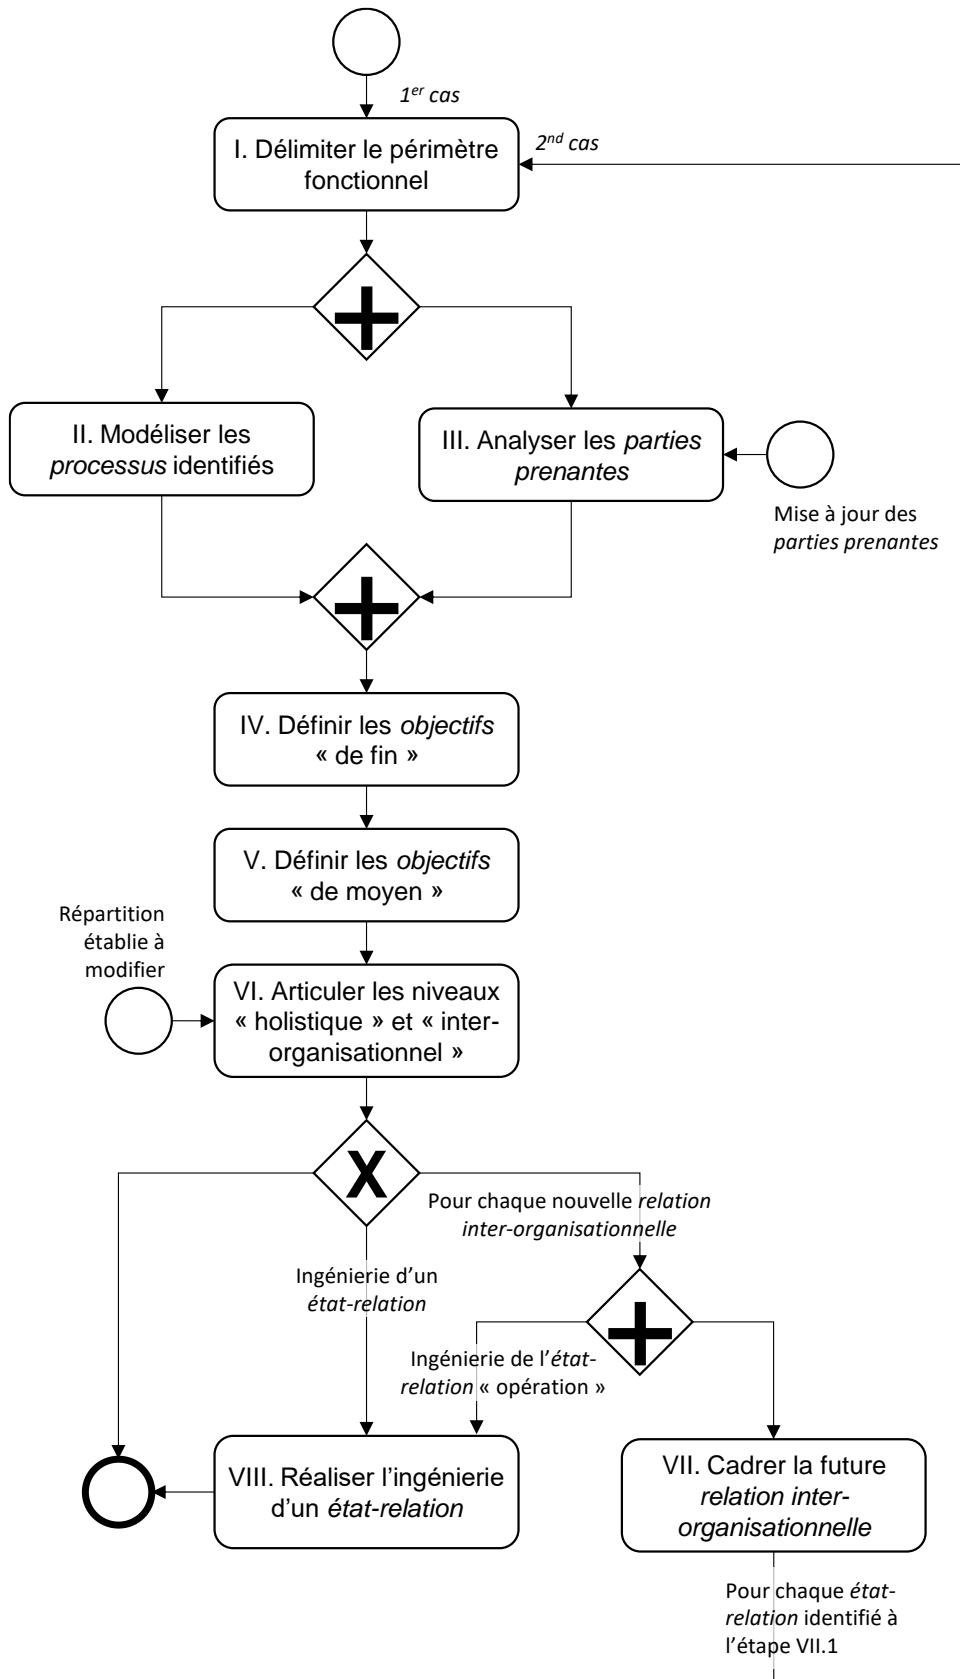 1er cas
I. Délimiter le périmètre
fonctionnel
2nd cas
II. Modéliser les
processus identifiés
III. Analyser les parties
prenantes
Mise à jour des
parties prenantes
IV. Définir les objectifs
« de fin »
V. Définir les objectifs
« de moyen »
Répartition
établie à
modifier
VI. Articuler les niveaux
« holistique » et « inter-
organisationnel »
X
Pour chaque nouvelle relation
inter-organisationnelle
Ingénierie d’un
état-relation
Ingénierie de l’état-
relation « opération »
VIII. Réaliser l’ingénierie
d’un état-relation
VII. Cadrer la future
relation inter-
organisationnelle
Pour chaque état-
relation identifié à
l’étape VII.1